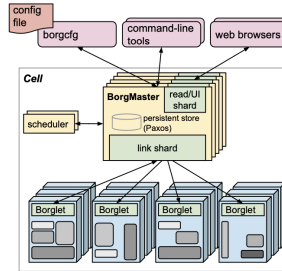 config
file
borgcfg
command-line
tools
web browsers
Cell
BorgMaster
read/UI
shard
persistent store
(Paxos)
scheduler
link shard
Borglet
Borglet
Borglet
Borglet